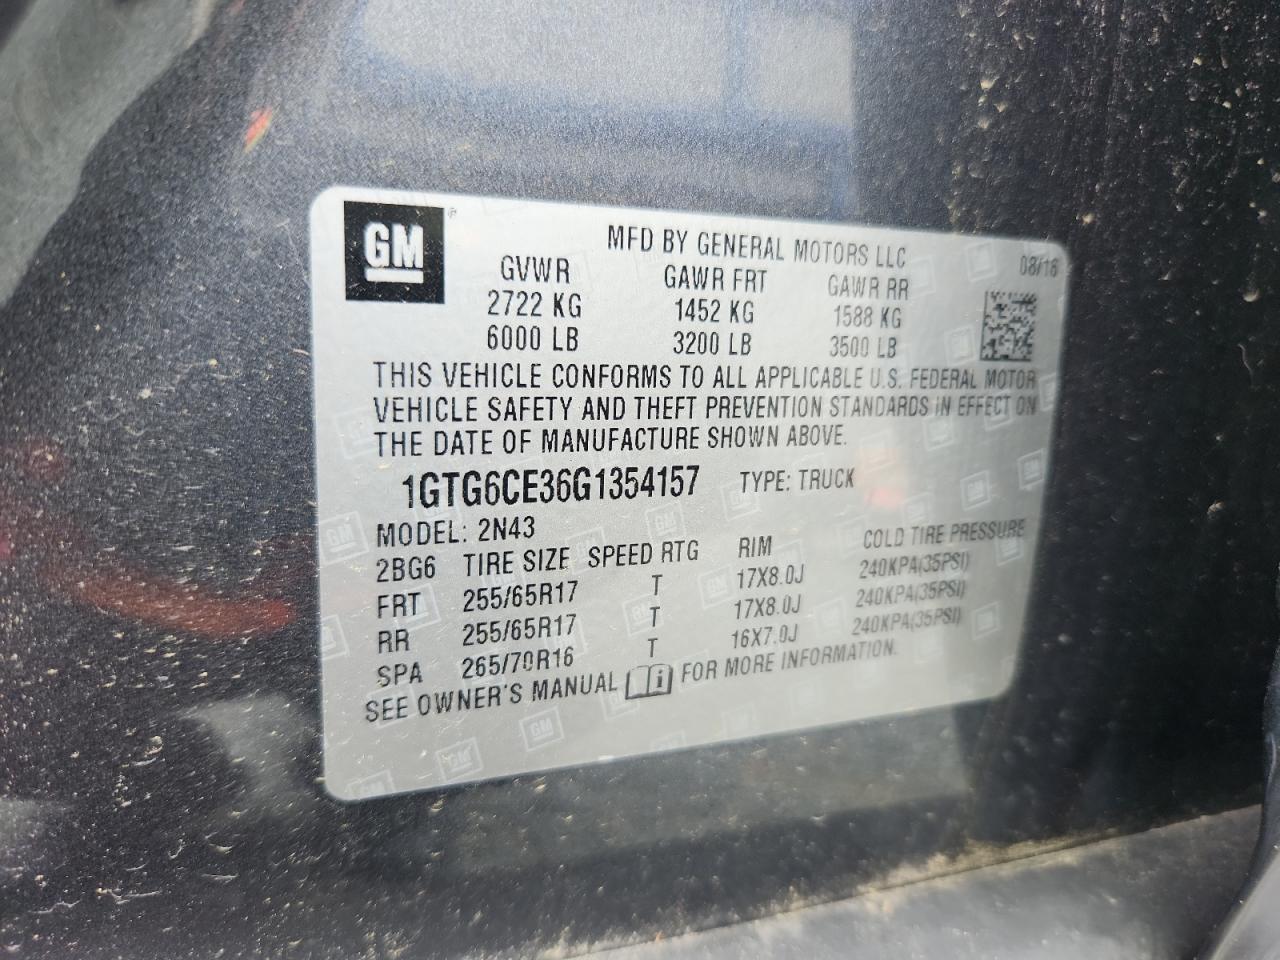 GM
MFD BY GENERAL MOTORS LLC
08/16
GVWR GAWR FRT GAWR RR
2722 KG 1452 KG 1588 KG
6000 LB 3200 LB 3500 LB
THIS VEHICLE CONFORMS TO ALL APPLICABLE U.S. FEDERAL MOTOR
VEHICLE SAFETY AND THEFT PREVENTION STANDARDS IN EFFECT ON
THE DATE OF MANUFACTURE SHOWN ABOVE.
1GTG6CE36G1354157 TYPE: TRUCK
MODEL: 2N43
2BG6 TIRE SIZE SPEED RTG RIM COLD TIRE PRESSURE
FRT 255/65R17 T 17X8.0J 240KPA(35PSI)
RR 255/65R17 T 17X8.0J 240KPA(35PSI)
SPA 265/70R16 T 16X7.0J 240KPA(35PSI)
SEE OWNER'S MANUAL i FOR MORE INFORMATION.